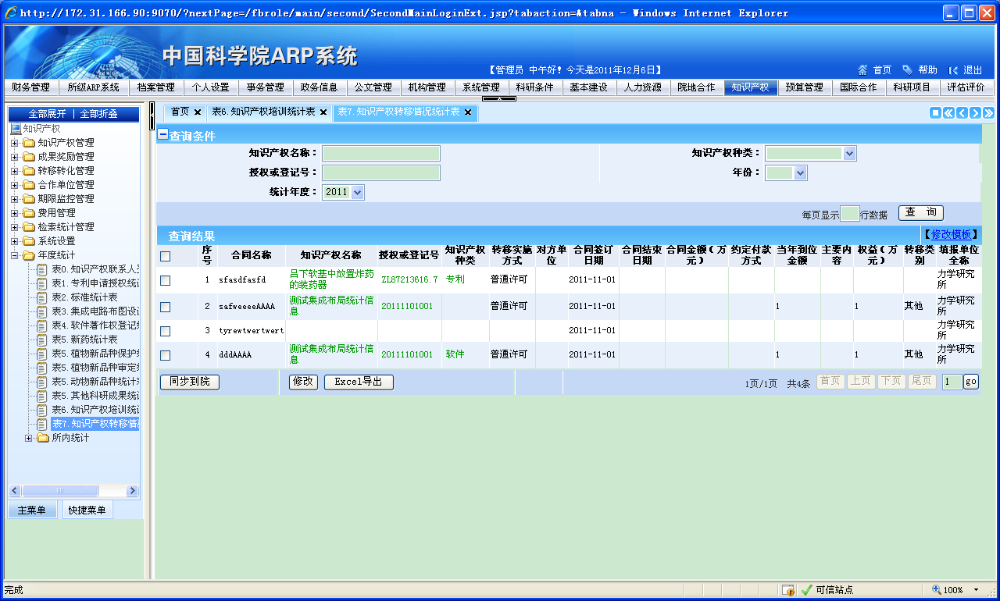 http://172.31.166.90:9070/?nextPage=/fbrole/main/second/SecondMainLoginExt.jsp?tabaction=&tabna - Windows Internet Explorer
中国科学院ARP系统
【管理员 中午好! 今天是2011年12月6日】
首页 帮助 退出
财务管理 所级ARP系统 档案管理 个人设置 事务管理 政务信息 公文管理 机构管理 系统管理 科研条件 基本建设 人力资源 院地合作 知识产权 预算管理 国际合作 科研项目 评估评价
全部展开 | 全部折叠
知识产权
知识产权管理
成果奖励管理
转移转化管理
合作单位管理
期限监控管理
费用管理
检索统计管理
系统设置
年度统计
表0.知识产权联系人
表1.专利申请授权统
表2.标准统计表
表3.集成电路布图设
表4.软件著作权登记
表5.新药统计表
表5.植物新品种保护
表5.植物新品种审定
表5.动物新品种统计
表5.其他科研成果统
表6.知识产权培训统
表7.知识产权转移情
所内统计
主菜单 快捷菜单
首页 表6.知识产权培训统计表 表7.知识产权转移情况统计表
查询条件
知识产权名称： 知识产权种类：
授权或登记号： 年份：
统计年度： 2011
每页显示 行数据 查 询
查询结果 【修改模板】
序号 合同名称 知识产权名称 授权或登记号 知识产权种类 转移实施方式 对方单位 合同签订日期 合同结束日期 合同金额(万元) 约定付款方式 当年到位金额 主要内容 权益(万元) 转移类别 填报单位全称
1 sfasdfasfd 吕下软基中放置炸药的装药器 ZL87213616.7 专利 普通许可 2011-11-01 力学研究所
2 safweeeeAAAA 测试集成布局统计信息 20111101001 普通许可 2011-11-01 1 1 其他 力学研究所
3 tyrewtwertwert 2011-11-01 力学研究所
4 dddAAAA 测试集成布局统计信息 20111101001 软件 普通许可 2011-11-01 1 1 其他 力学研究所
同步到院 修改 Excel导出 1页/1页 共4条 首页 上页 下页 尾页 1 go
完成 可信站点 100%